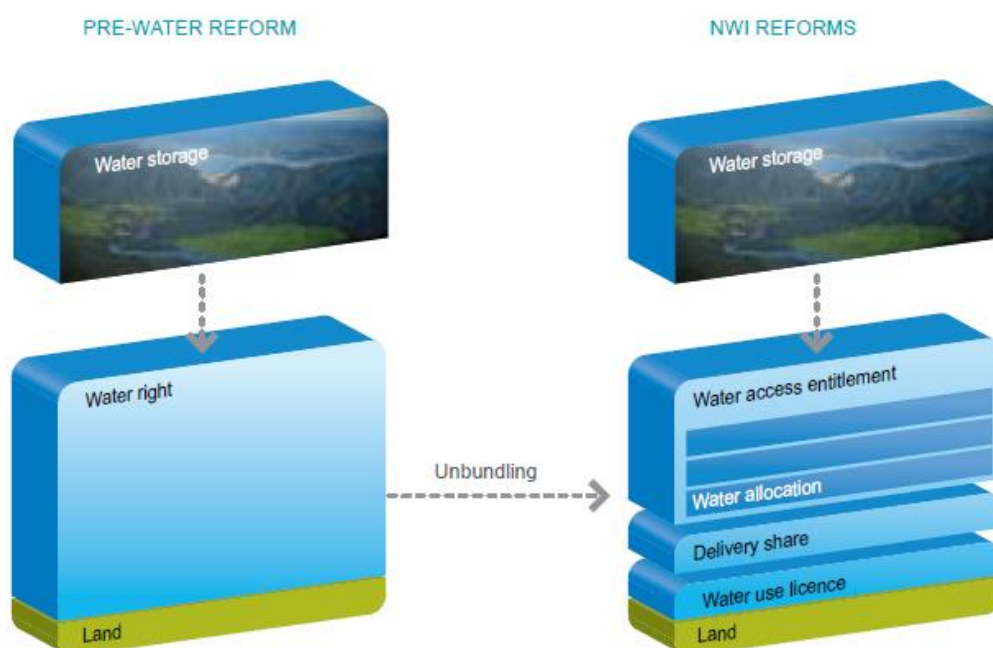 PRE-WATER REFORM
NWI REFORMS
Water storage
Water storage
Water right
Water access entitlement
Unbundling
Water allocation
Delivery share
Water use licence
Land
Land